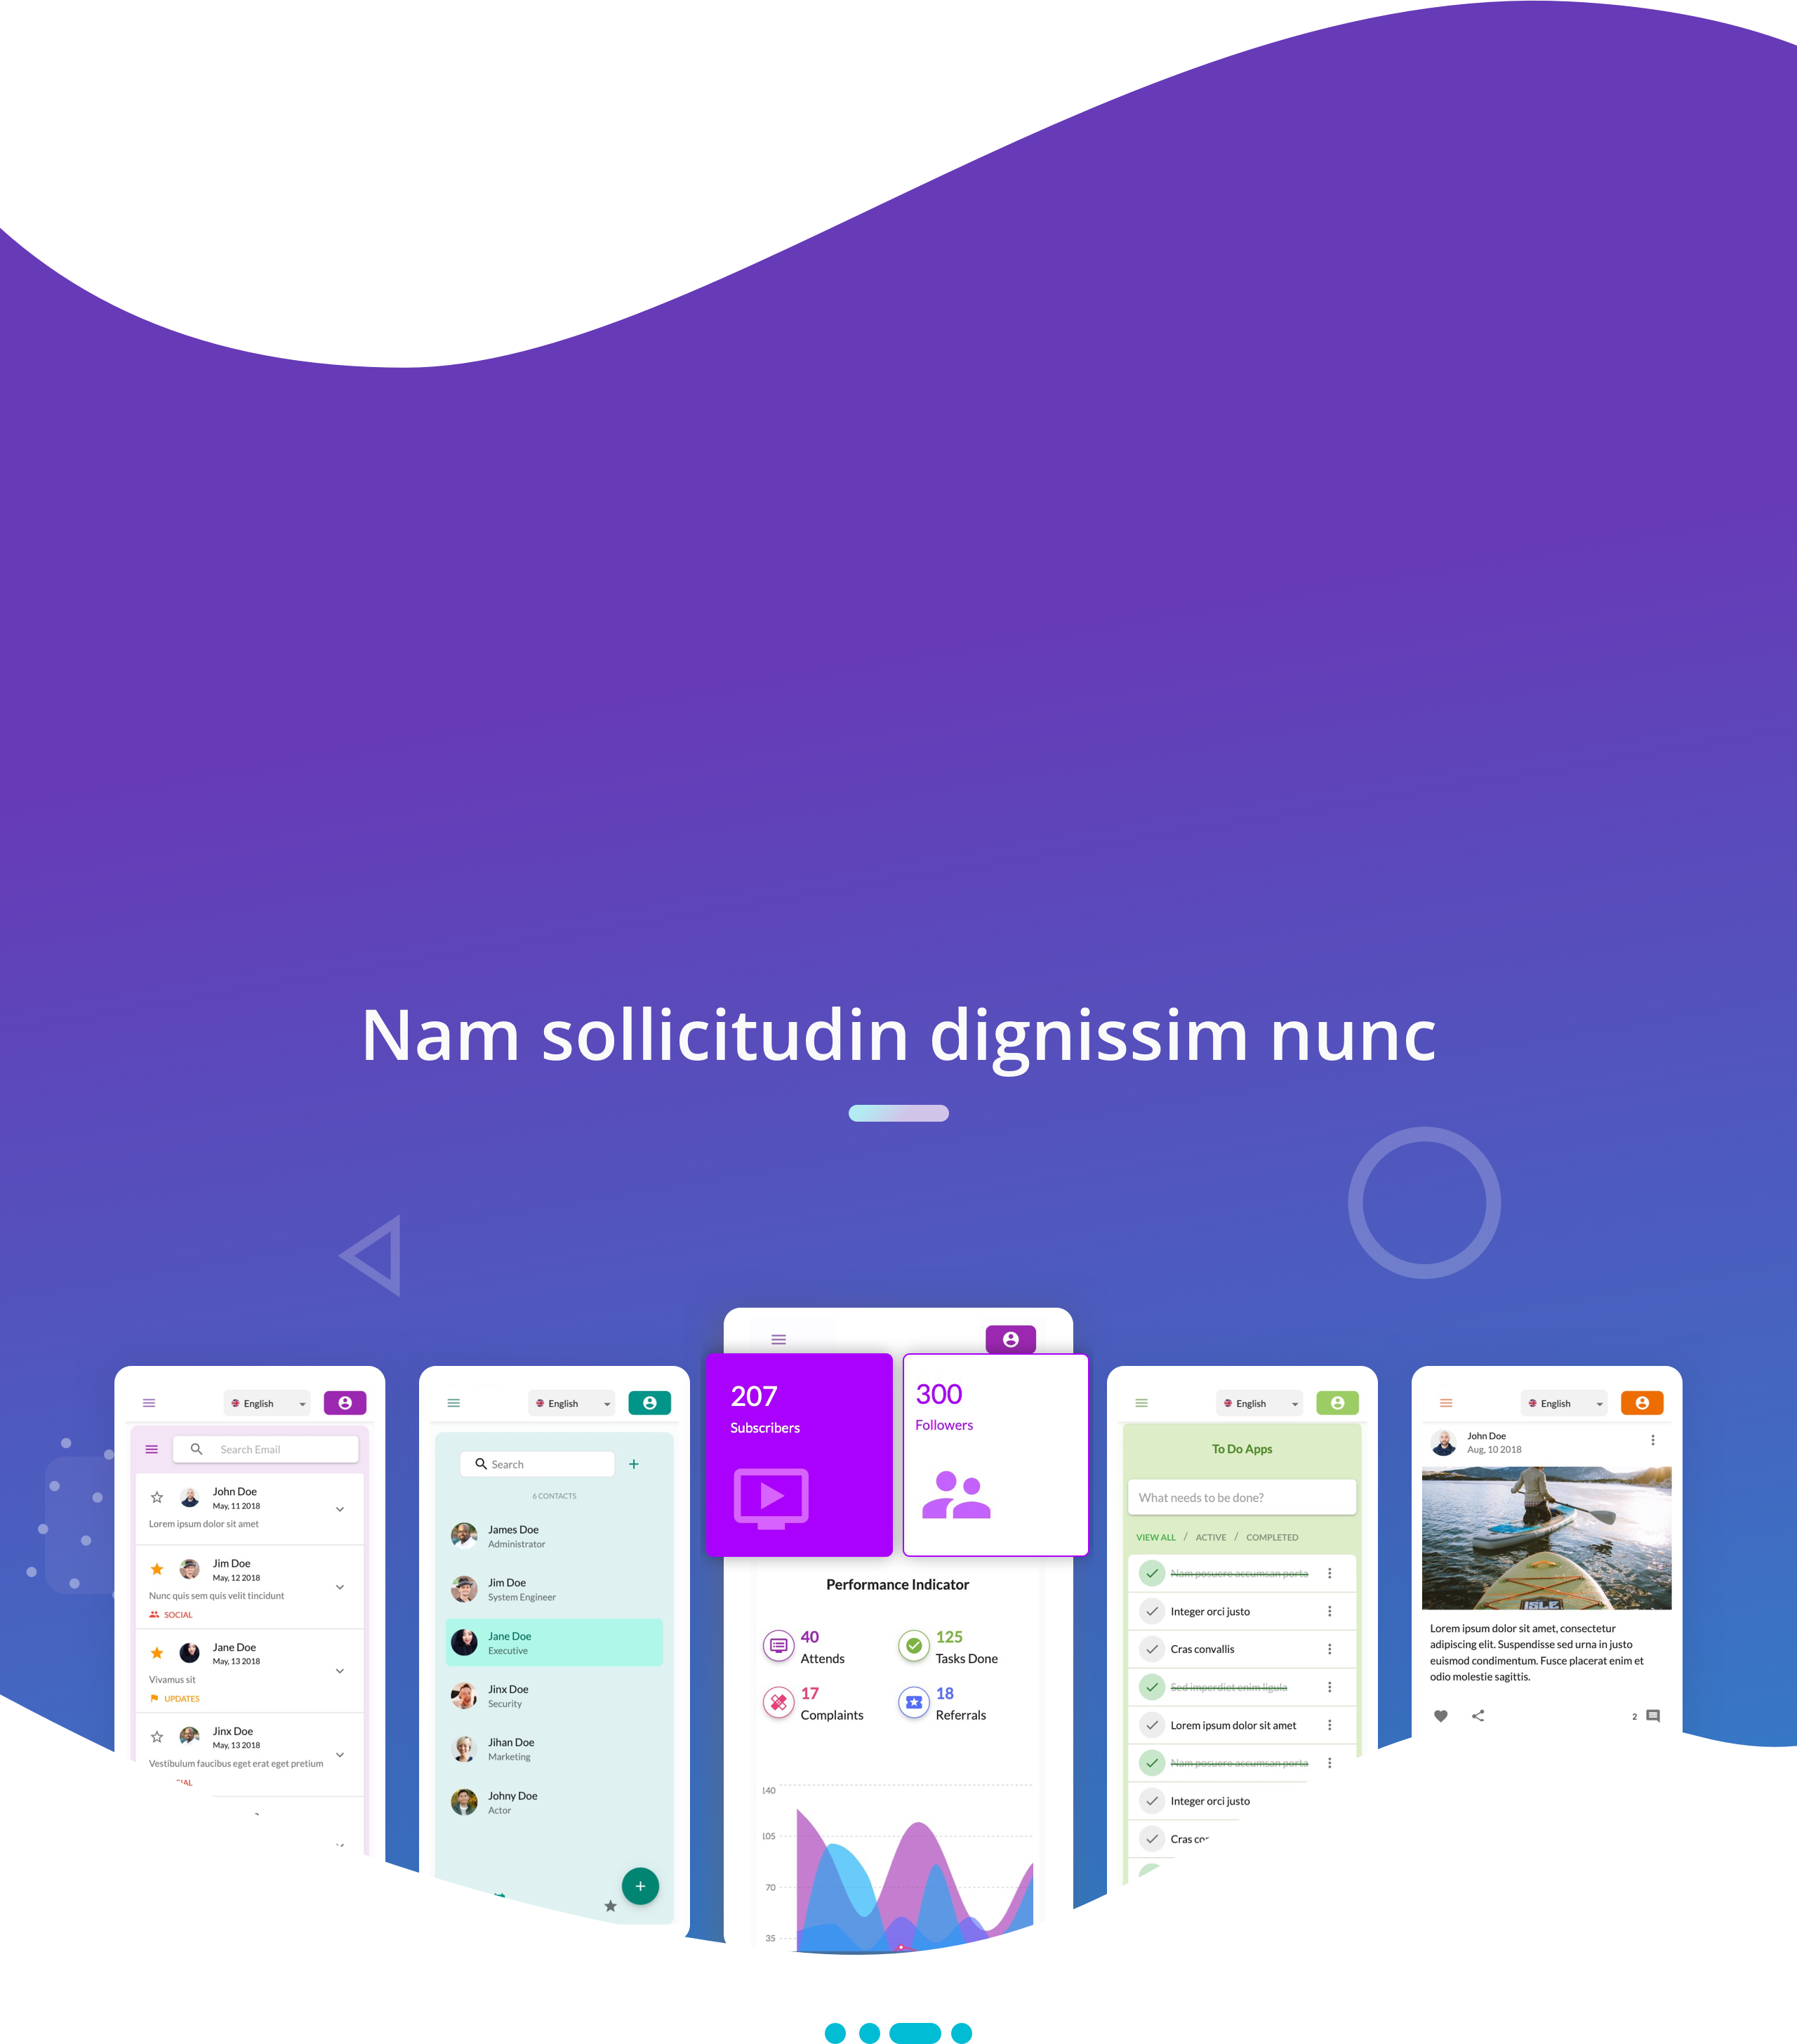 Nam sollicitudin dignissim nunc
English
Search Email
John Doe
May, 11 2018
Lorem ipsum dolor sit amet
Jim Doe
May, 12 2018
Nunc quis sem quis velit tincidunt
SOCIAL
Jane Doe
May, 13 2018
Vivamus sit
UPDATES
Jinx Doe
May, 13 2018
Vestibulum faucibus eget erat eget pretium
English
Search
6 CONTACTS
James Doe
Administrator
Jim Doe
System Engineer
Jane Doe
Executive
Jinx Doe
Security
Jihan Doe
Marketing
Johny Doe
Actor
207
Subscribers
300
Followers
Performance Indicator
40
Attends
125
Tasks Done
17
Complaints
18
Referrals
140
105
70
35
English
To Do Apps
What needs to be done?
VIEW ALL / ACTIVE / COMPLETED
Nam posuere accumsan porta
Integer orci justo
Cras convallis
Sed imperdiet enim ligula
Lorem ipsum dolor sit amet
Nam posuere accumsan porta
Integer orci justo
Cras
English
John Doe
Aug, 10 2018
ISLE
Lorem ipsum dolor sit amet, consectetur
adipiscing elit. Suspendisse sed urna in justo
euismod condimentum. Fusce placerat enim et
odio molestie sagittis.
2